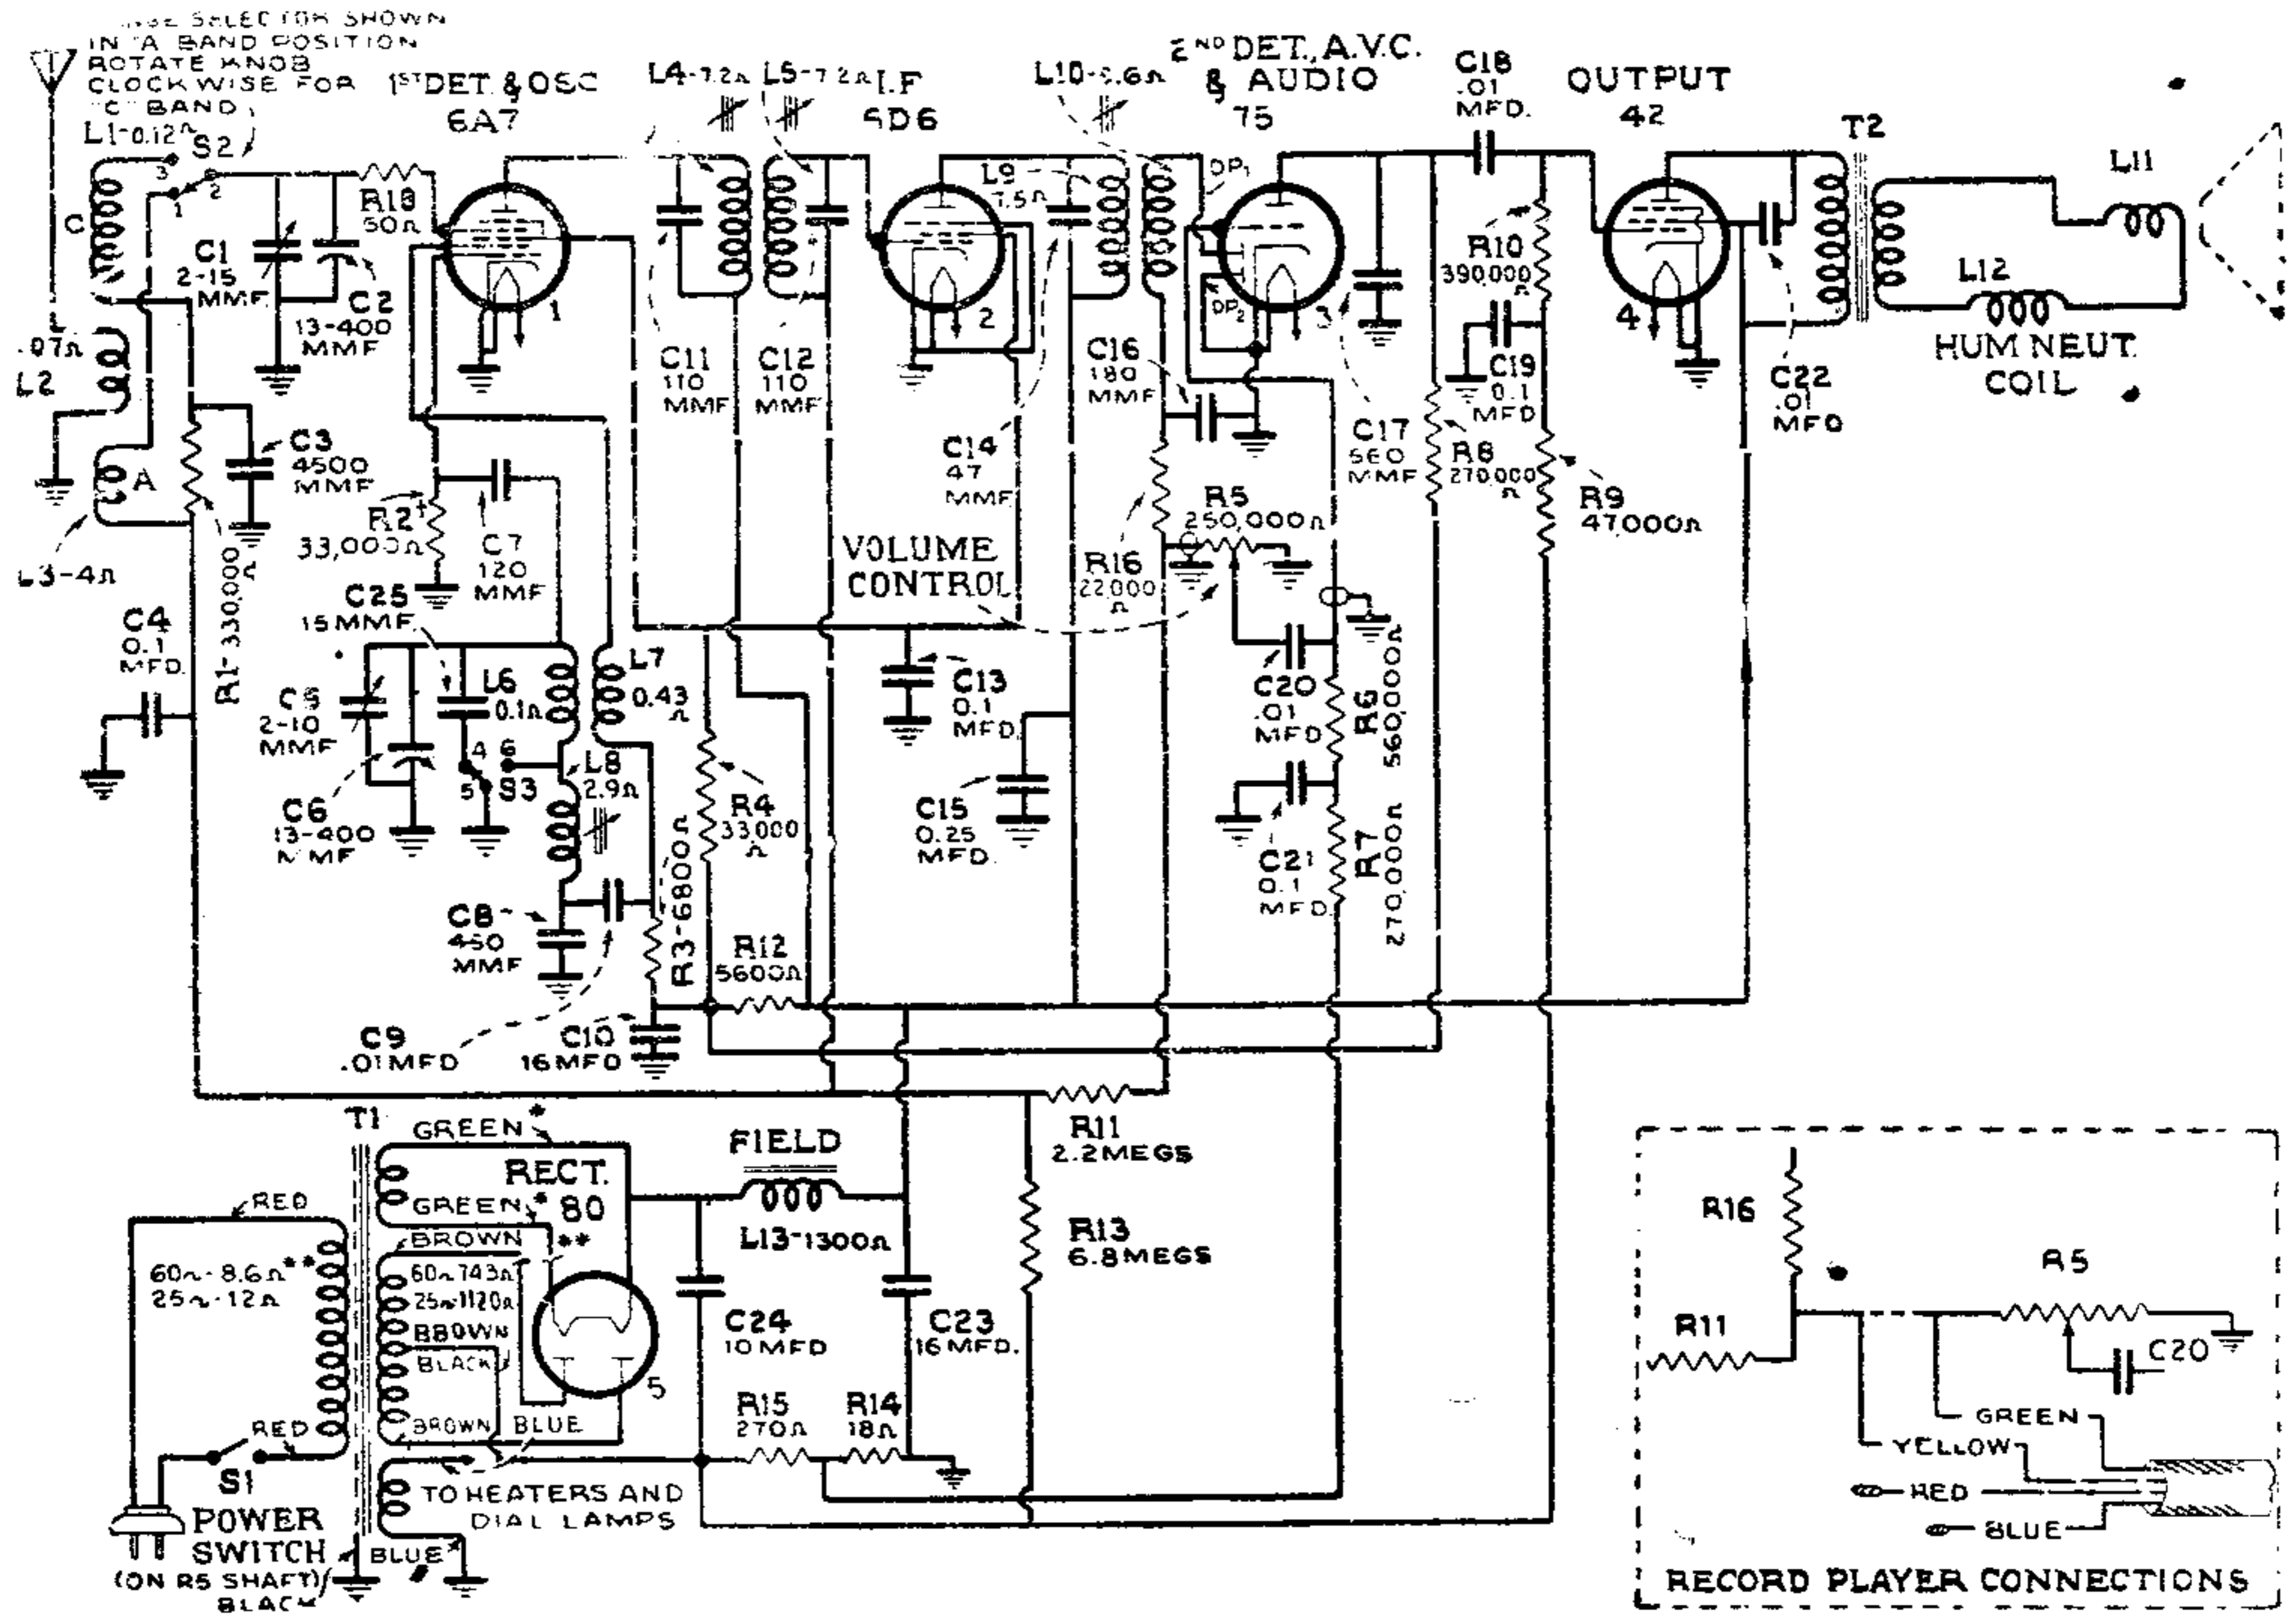 SELECTOR SHOWN
IN "A" BAND POSITION
ROTATE KNOB
CLOCKWISE FOR
"C" BAND
1ST DET. & OSC
6A7
L4-7.2Ω
L5-7.2Ω
I.F
6D6
L10-
2ND DET., A.V.C.
& AUDIO
75
C18
.01
MFD.
OUTPUT
42
T2
L11
L1-0.12Ω
S2
3
2
1
C
R18
50Ω
C1
2-15
MMF
C2
13-400
MMF
1
L9
7.5Ω
2
DP1
DP2
3
R10
390,000
Ω
4
L12
HUM NEUT.
COIL
.07Ω
L2
C11
110
MMF
C12
110
MMF
C16
180
MMF
C19
0.1
MFD
C22
.01
MFD
A
C3
4500
MMF
C14
47
MMF
C17
560
MMF
R8
270,000
Ω
R9
47,000Ω
L3-4Ω
R1-330,000
Ω
R2
33,000Ω
C7
120
MMF
VOLUME
CONTROL
R5
250,000Ω
R16
22,000
Ω
C4
0.1
MFD.
C25
15 MMF.
C5
2-10
MMF
L6
0.1Ω
L7
0.43
Ω
C13
0.1
MFD
C20
.01
MFD
R6
560,000Ω
4
6
5
S3
L8
2.9Ω
C6
13-400
MMF
R4
33,000
Ω
C15
0.25
MFD.
C21
0.1
MFD.
R7
270,000Ω
C8
450
MMF
R3-6800Ω
R12
5600Ω
C9
.01 MFD
C10
16 MFD
R11
2.2 MEGS
T1
GREEN *
RECT.
80
GREEN *
BROWN
**
FIELD
L13-1300Ω
R13
6.8 MEGS
RED
60~-8.6Ω**
25~-12Ω
60~743Ω
25~1120Ω
BROWN
BLACK
5
C24
10 MFD
C23
16 MFD.
BROWN
BLUE
R15
270Ω
R14
18Ω
RED
S1
POWER
SWITCH
(ON R5 SHAFT)
BLACK
TO HEATERS AND
DIAL LAMPS
BLUE
R16
R5
R11
C20
GREEN
YELLOW
RED
BLUE
RECORD PLAYER CONNECTIONS